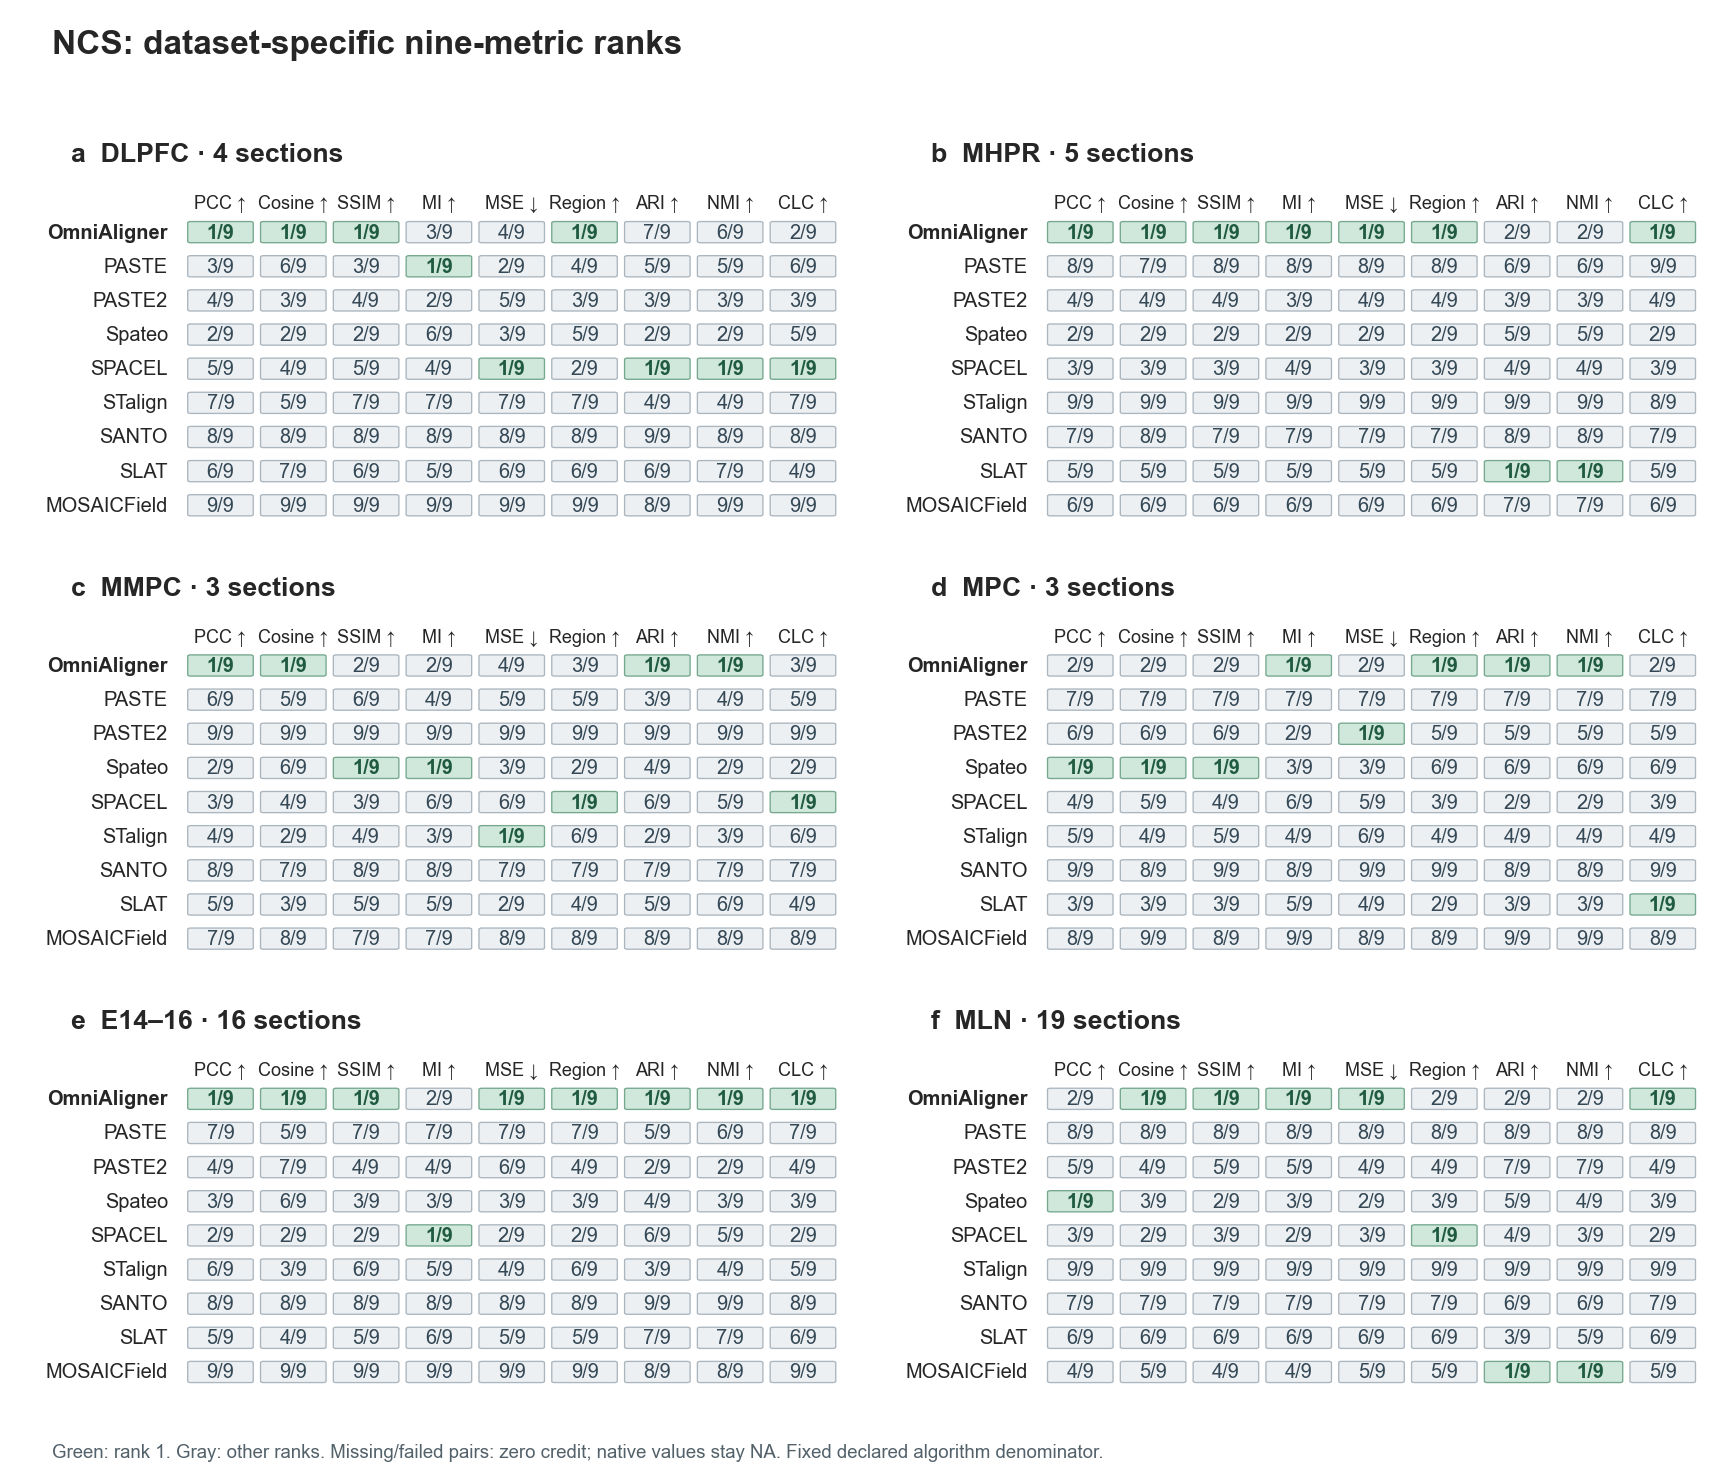 NCS: dataset-specific nine-metric ranks
a DLPFC · 4 sections
PCC ↑ Cosine ↑ SSIM ↑ MI ↑ MSE ↓ Region ↑ ARI ↑ NMI ↑ CLC ↑
OmniAligner 1/9 1/9 1/9 3/9 4/9 1/9 7/9 6/9 2/9
PASTE 3/9 6/9 3/9 1/9 2/9 4/9 5/9 5/9 6/9
PASTE2 4/9 3/9 4/9 2/9 5/9 3/9 3/9 3/9 3/9
Spateo 2/9 2/9 2/9 6/9 3/9 5/9 2/9 2/9 5/9
SPACEL 5/9 4/9 5/9 4/9 1/9 2/9 1/9 1/9 1/9
STalign 7/9 5/9 7/9 7/9 7/9 7/9 4/9 4/9 7/9
SANTO 8/9 8/9 8/9 8/9 8/9 8/9 9/9 8/9 8/9
SLAT 6/9 7/9 6/9 5/9 6/9 6/9 6/9 7/9 4/9
MOSAICField 9/9 9/9 9/9 9/9 9/9 9/9 8/9 9/9 9/9
b MHPR · 5 sections
PCC ↑ Cosine ↑ SSIM ↑ MI ↑ MSE ↓ Region ↑ ARI ↑ NMI ↑ CLC ↑
OmniAligner 1/9 1/9 1/9 1/9 1/9 1/9 2/9 2/9 1/9
PASTE 8/9 7/9 8/9 8/9 8/9 8/9 6/9 6/9 9/9
PASTE2 4/9 4/9 4/9 3/9 4/9 4/9 3/9 3/9 4/9
Spateo 2/9 2/9 2/9 2/9 2/9 2/9 5/9 5/9 2/9
SPACEL 3/9 3/9 3/9 4/9 3/9 3/9 4/9 4/9 3/9
STalign 9/9 9/9 9/9 9/9 9/9 9/9 9/9 9/9 8/9
SANTO 7/9 8/9 7/9 7/9 7/9 7/9 8/9 8/9 7/9
SLAT 5/9 5/9 5/9 5/9 5/9 5/9 1/9 1/9 5/9
MOSAICField 6/9 6/9 6/9 6/9 6/9 6/9 7/9 7/9 6/9
c MMPC · 3 sections
PCC ↑ Cosine ↑ SSIM ↑ MI ↑ MSE ↓ Region ↑ ARI ↑ NMI ↑ CLC ↑
OmniAligner 1/9 1/9 2/9 2/9 4/9 3/9 1/9 1/9 3/9
PASTE 6/9 5/9 6/9 4/9 5/9 5/9 3/9 4/9 5/9
PASTE2 9/9 9/9 9/9 9/9 9/9 9/9 9/9 9/9 9/9
Spateo 2/9 6/9 1/9 1/9 3/9 2/9 4/9 2/9 2/9
SPACEL 3/9 4/9 3/9 6/9 6/9 1/9 6/9 5/9 1/9
STalign 4/9 2/9 4/9 3/9 1/9 6/9 2/9 3/9 6/9
SANTO 8/9 7/9 8/9 8/9 7/9 7/9 7/9 7/9 7/9
SLAT 5/9 3/9 5/9 5/9 2/9 4/9 5/9 6/9 4/9
MOSAICField 7/9 8/9 7/9 7/9 8/9 8/9 8/9 8/9 8/9
d MPC · 3 sections
PCC ↑ Cosine ↑ SSIM ↑ MI ↑ MSE ↓ Region ↑ ARI ↑ NMI ↑ CLC ↑
OmniAligner 2/9 2/9 2/9 1/9 2/9 1/9 1/9 1/9 2/9
PASTE 7/9 7/9 7/9 7/9 7/9 7/9 7/9 7/9 7/9
PASTE2 6/9 6/9 6/9 2/9 1/9 5/9 5/9 5/9 5/9
Spateo 1/9 1/9 1/9 3/9 3/9 6/9 6/9 6/9 6/9
SPACEL 4/9 5/9 4/9 6/9 5/9 3/9 2/9 2/9 3/9
STalign 5/9 4/9 5/9 4/9 6/9 4/9 4/9 4/9 4/9
SANTO 9/9 8/9 9/9 8/9 9/9 9/9 8/9 8/9 9/9
SLAT 3/9 3/9 3/9 5/9 4/9 2/9 3/9 3/9 1/9
MOSAICField 8/9 9/9 8/9 9/9 8/9 8/9 9/9 9/9 8/9
e E14–16 · 16 sections
PCC ↑ Cosine ↑ SSIM ↑ MI ↑ MSE ↓ Region ↑ ARI ↑ NMI ↑ CLC ↑
OmniAligner 1/9 1/9 1/9 2/9 1/9 1/9 1/9 1/9 1/9
PASTE 7/9 5/9 7/9 7/9 7/9 7/9 5/9 6/9 7/9
PASTE2 4/9 7/9 4/9 4/9 6/9 4/9 2/9 2/9 4/9
Spateo 3/9 6/9 3/9 3/9 3/9 3/9 4/9 3/9 3/9
SPACEL 2/9 2/9 2/9 1/9 2/9 2/9 6/9 5/9 2/9
STalign 6/9 3/9 6/9 5/9 4/9 6/9 3/9 4/9 5/9
SANTO 8/9 8/9 8/9 8/9 8/9 8/9 9/9 9/9 8/9
SLAT 5/9 4/9 5/9 6/9 5/9 5/9 7/9 7/9 6/9
MOSAICField 9/9 9/9 9/9 9/9 9/9 9/9 8/9 8/9 9/9
f MLN · 19 sections
PCC ↑ Cosine ↑ SSIM ↑ MI ↑ MSE ↓ Region ↑ ARI ↑ NMI ↑ CLC ↑
OmniAligner 2/9 1/9 1/9 1/9 1/9 2/9 2/9 2/9 1/9
PASTE 8/9 8/9 8/9 8/9 8/9 8/9 8/9 8/9 8/9
PASTE2 5/9 4/9 5/9 5/9 4/9 4/9 7/9 7/9 4/9
Spateo 1/9 3/9 2/9 3/9 2/9 3/9 5/9 4/9 3/9
SPACEL 3/9 2/9 3/9 2/9 3/9 1/9 4/9 3/9 2/9
STalign 9/9 9/9 9/9 9/9 9/9 9/9 9/9 9/9 9/9
SANTO 7/9 7/9 7/9 7/9 7/9 7/9 6/9 6/9 7/9
SLAT 6/9 6/9 6/9 6/9 6/9 6/9 3/9 5/9 6/9
MOSAICField 4/9 5/9 4/9 4/9 5/9 5/9 1/9 1/9 5/9
Green: rank 1. Gray: other ranks. Missing/failed pairs: zero credit; native values stay NA. Fixed declared algorithm denominator.